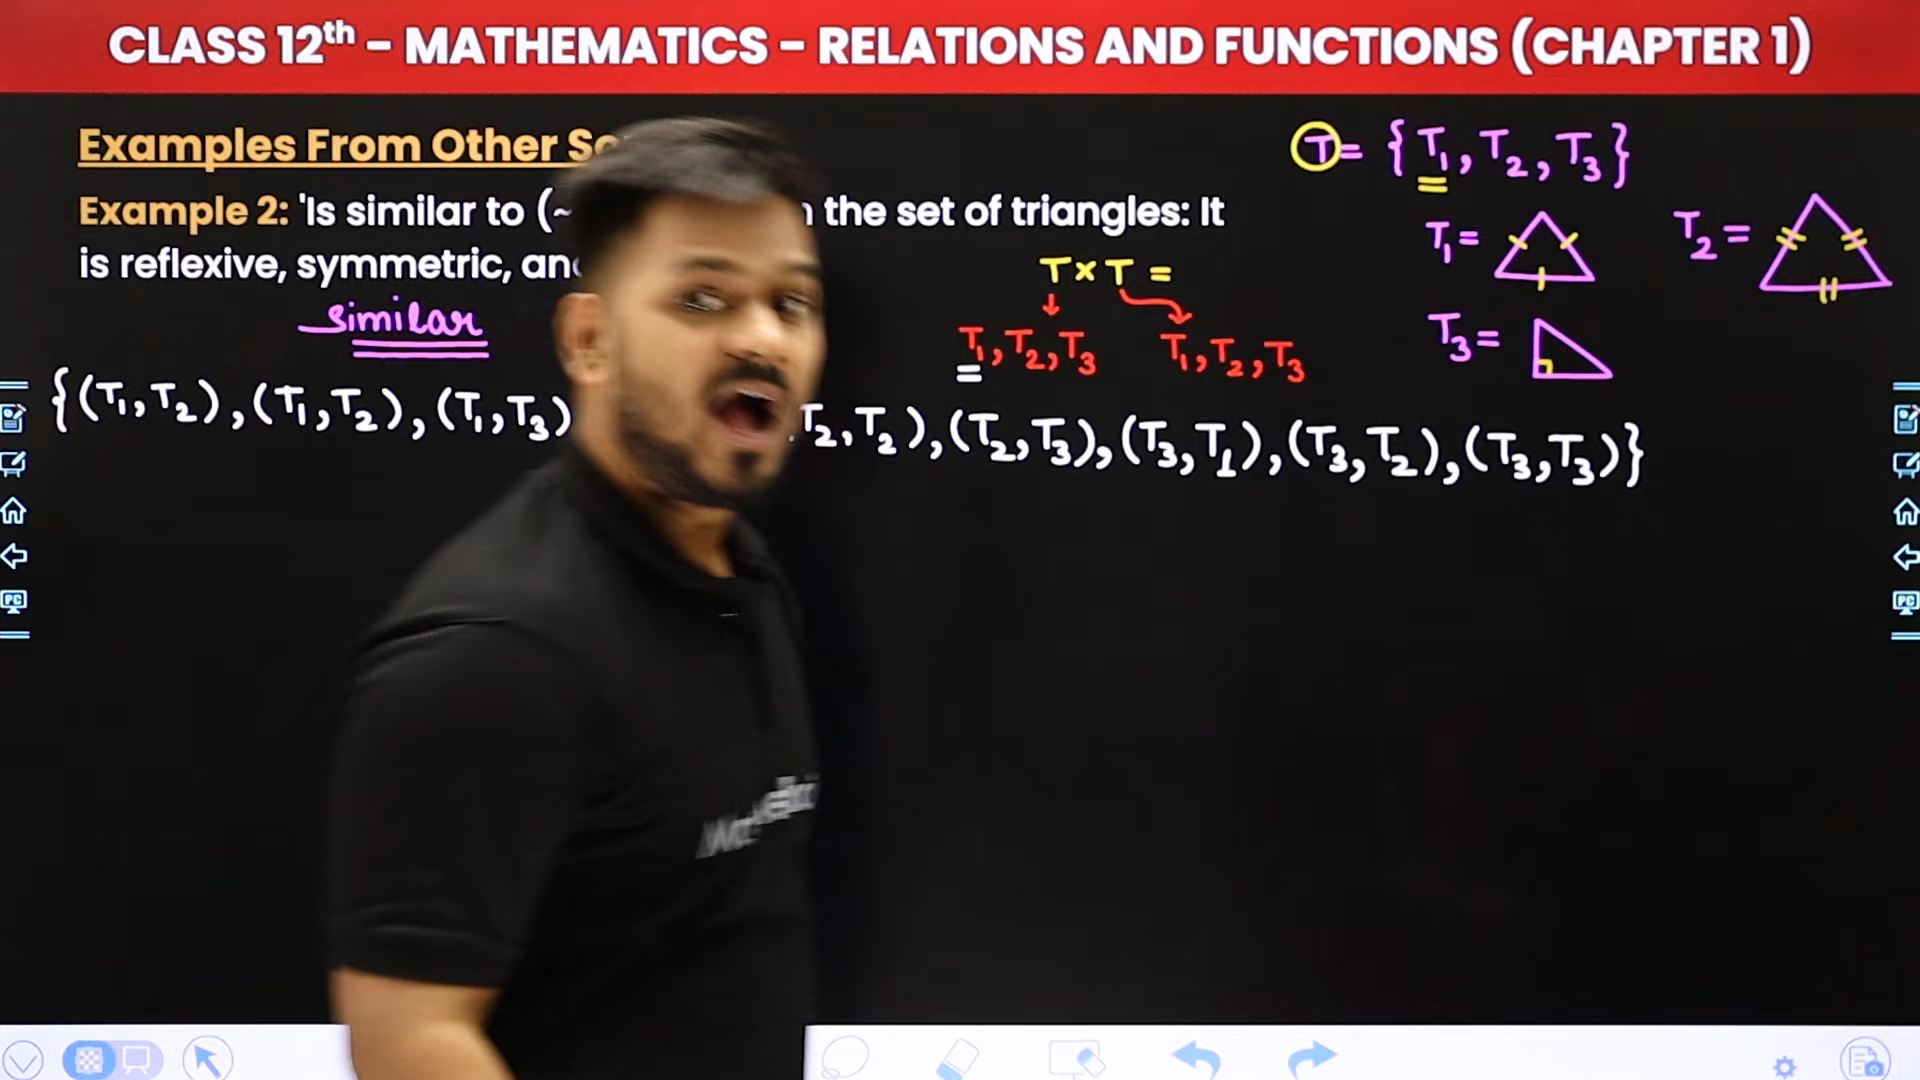 CLASS 12th - MATHEMATICS - RELATIONS AND FUNCTIONS (CHAPTER 1)
Examples From Other
Example 2: 'Is similar to (~ the set of triangles: It
is reflexive, symmetric,
Similar
T = {T₁, T₂, T₃}
T₁ =
T₂ =
T₃ =
T × T =
T₁, T₂, T₃ T₁, T₂, T₃
{(T₁, T₂), (T₁, T₂), (T₁, T₃) T₂, T₂), (T₂, T₃), (T₃, T₁), (T₃, T₂), (T₃, T₃)}
PC PC